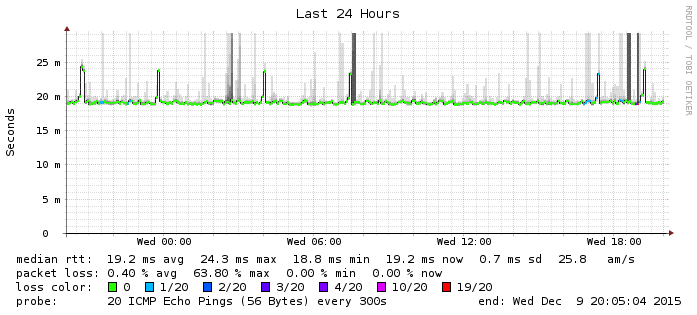 Last 24 Hours
RRDTOOL / TOBI OETIKER
Seconds
25 m
20 m
15 m
10 m
5 m
0
Wed 00:00 Wed 06:00 Wed 12:00 Wed 18:00
median rtt: 19.2 ms avg 24.3 ms max 18.8 ms min 19.2 ms now 0.7 ms sd 25.8 am/s
packet loss: 0.40 % avg 63.80 % max 0.00 % min 0.00 % now
loss color: 0 1/20 2/20 3/20 4/20 10/20 19/20
probe: 20 ICMP Echo Pings (56 Bytes) every 300s end: Wed Dec 9 20:05:04 2015